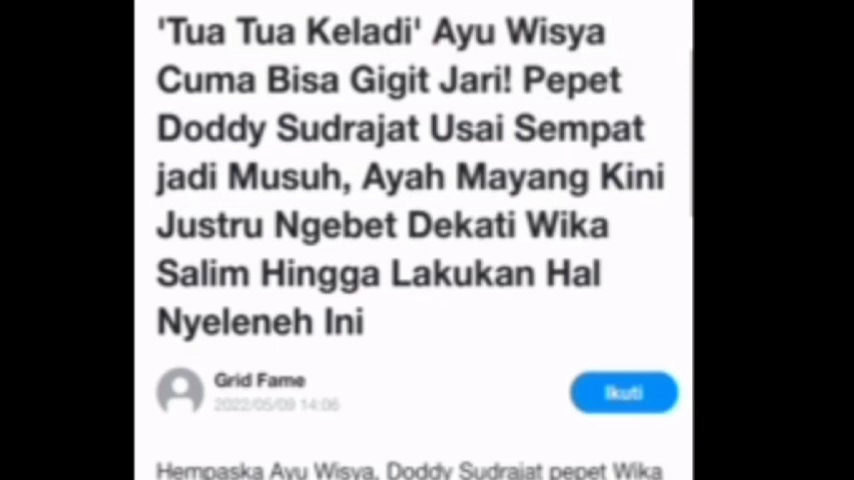 'Tua Tua Keladi' Ayu Wisya
Cuma Bisa Gigit Jari! Pepet
Doddy Sudrajat Usai Sempat
jadi Musuh, Ayah Mayang Kini
Justru Ngebet Dekati Wika
Salim Hingga Lakukan Hal
Nyeleneh Ini
Grid Fame
2022/05/09 14:06
Ikuti
Hempaska Ayu Wisya, Doddy Sudrajat pepet Wika